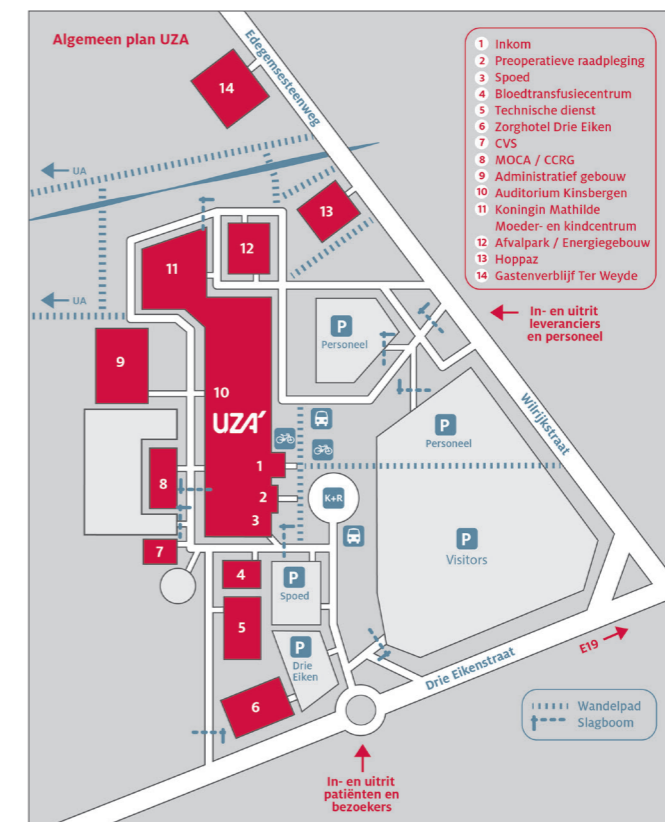 Algemeen plan UZA
1 Inkom
2 Preoperatieve raadpleging
3 Spoed
4 Bloedtransfusiecentrum
5 Technische dienst
6 Zorghotel Drie Eiken
7 CVS
8 MOCA / CCRG
9 Administratief gebouw
10 Auditorium Kinsbergen
11 Koningin Mathilde
Moeder- en kindcentrum
12 Afvalpark / Energiegebouw
13 Hoppaz
14 Gastenverblijf Ter Weyde
Edegemsesteenweg
14
UA
13
12
11
UA
In- en uitrit
leveranciers
en personeel
P
Personeel
9
10
UZA'
Wilrijkstraat
P
Personeel
1
8
2
K+R
3
P
Visitors
7
4
P
Spoed
5
P
Drie
Eiken
6
Drie Eikenstraat
E19
Wandelpad
Slagboom
In- en uitrit
patiënten en
bezoekers